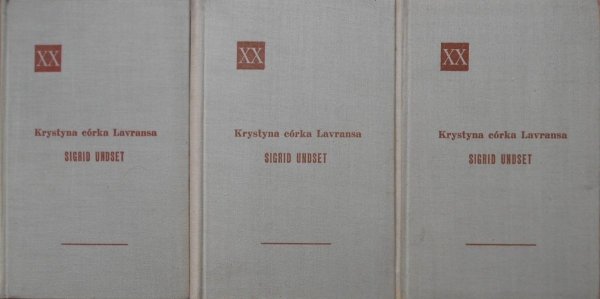 XX
Krystyna córka Lavransa
SIGRID UNDSET
XX
Krystyna córka Lavransa
SIGRID UNDSET
XX
Krystyna córka Lavransa
SIGRID UNDSET